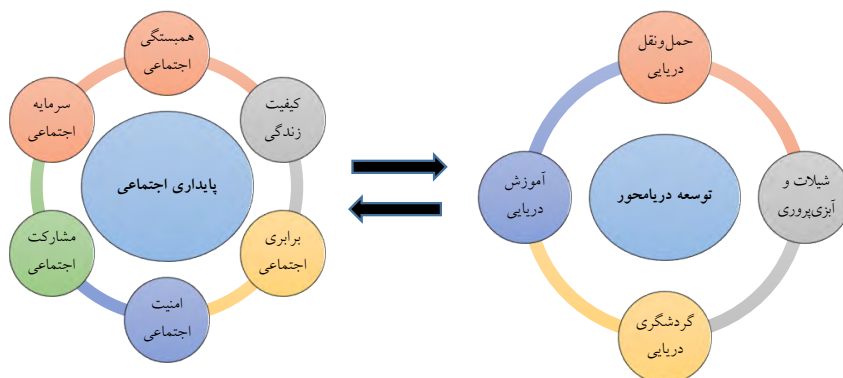 حمل‌ونقل
دریایی
شیلات و
آبزی‌پروری
توسعه دریامحور
آموزش
دریایی
گردشگری
دریایی
همبستگی
اجتماعی
کیفیت
زندگی
سرمایه
اجتماعی
پایداری اجتماعی
برابری
اجتماعی
مشارکت
اجتماعی
امنیت
اجتماعی